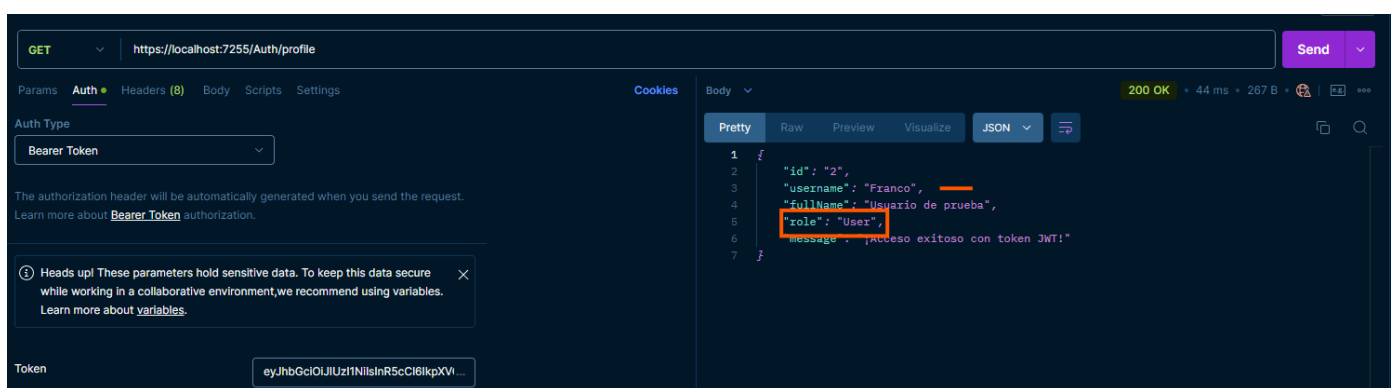 GET https://localhost:7255/Auth/profile Send
Params Auth Headers (8) Body Scripts Settings Cookies
Auth Type
Bearer Token
The authorization header will be automatically generated when you send the request.
Learn more about Bearer Token authorization.
Heads up! These parameters hold sensitive data. To keep this data secure
while working in a collaborative environment,we recommend using variables.
Learn more about variables.
Token eyJhbGciOiJIUzI1NiIsInR5cCI6IkpXV...
Body 200 OK • 44 ms • 267 B
Pretty Raw Preview Visualize JSON
1 {
2 "id": "2",
3 "username": "Franco",
4 "fullName": "Usuario de prueba",
5 "role": "User",
6 "message": "¡Acceso exitoso con token JWT!"
7 }